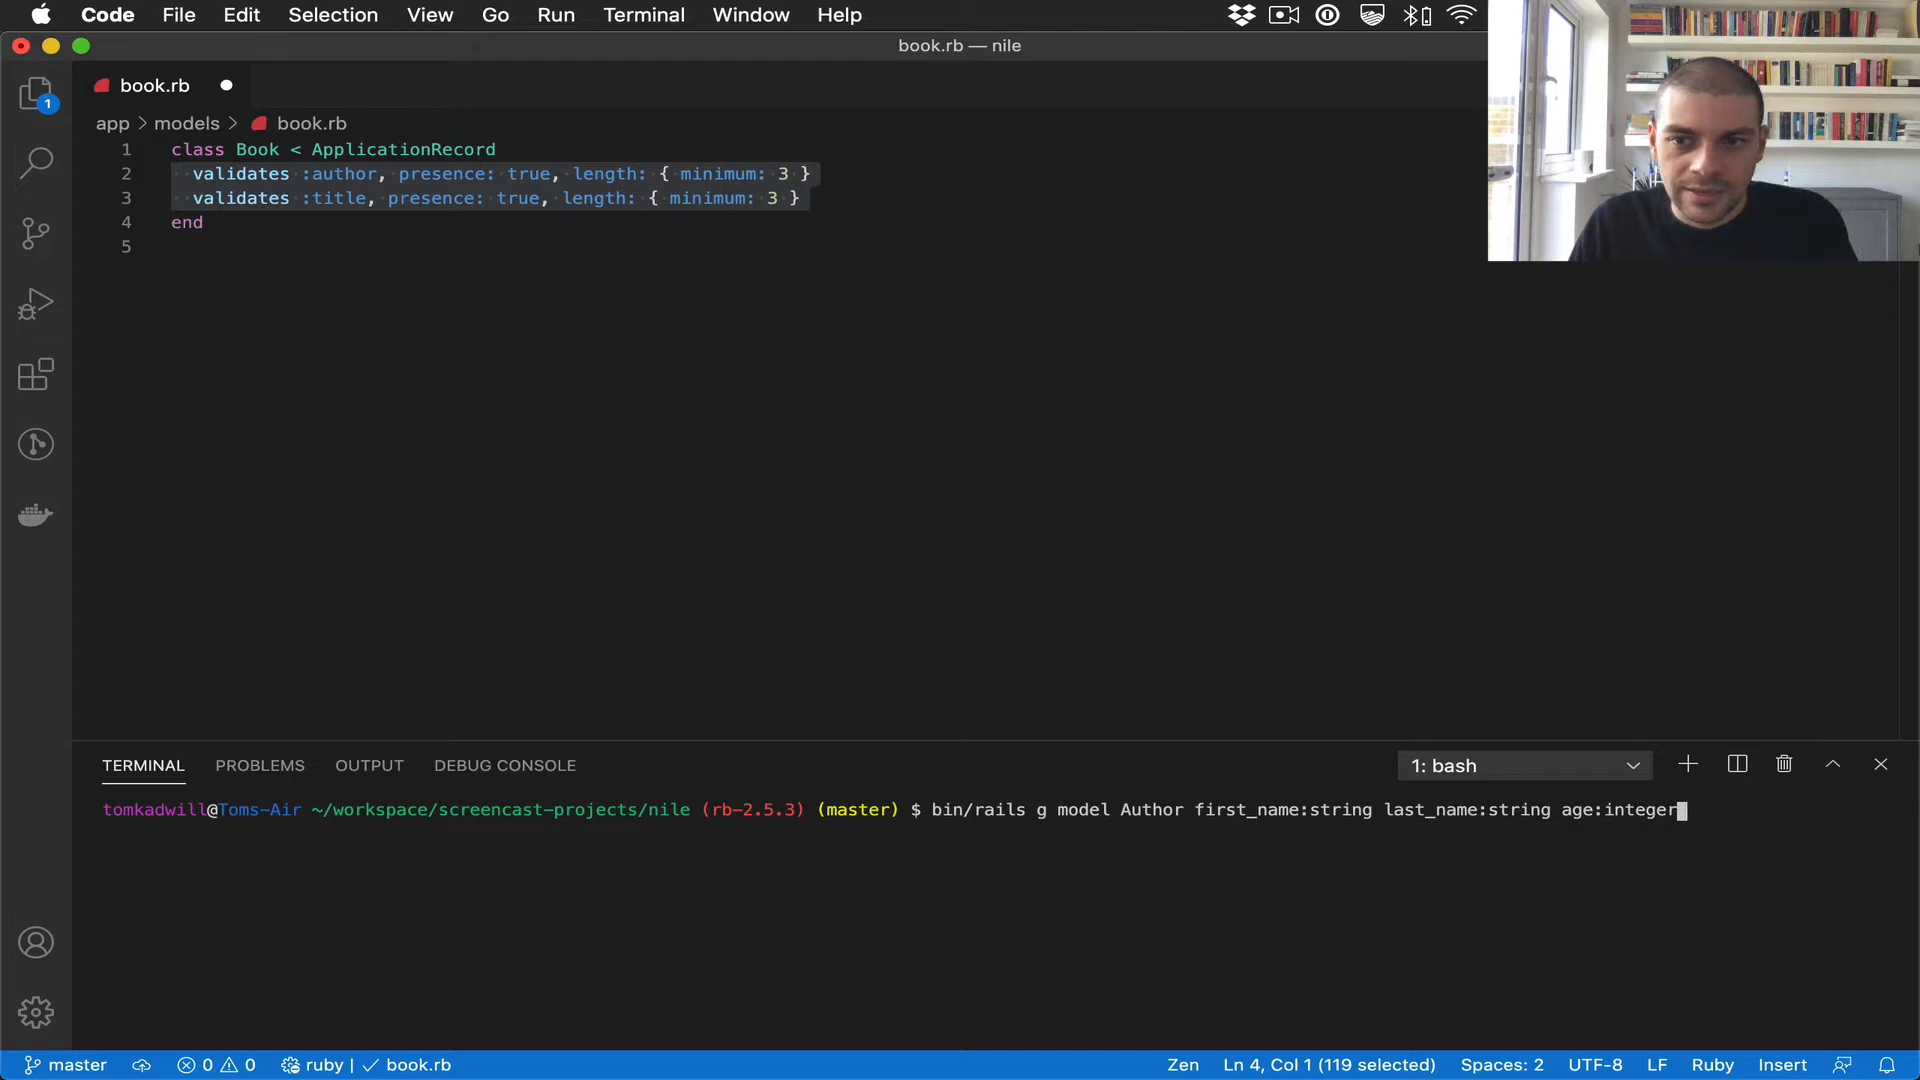 Code File Edit Selection View Go Run Terminal Window Help
book.rb — nile
1
book.rb
app > models > book.rb
1 class Book < ApplicationRecord
2 validates :author, presence: true, length: { minimum: 3 }
3 validates :title, presence: true, length: { minimum: 3 }
4 end
5
TERMINAL PROBLEMS OUTPUT DEBUG CONSOLE 1: bash
tomkadwill@Toms-Air ~/workspace/screencast-projects/nile (rb-2.5.3) (master) $ bin/rails g model Author first_name:string last_name:string age:integer
master 0 0 ruby | ✓ book.rb Zen Ln 4, Col 1 (119 selected) Spaces: 2 UTF-8 LF Ruby Insert